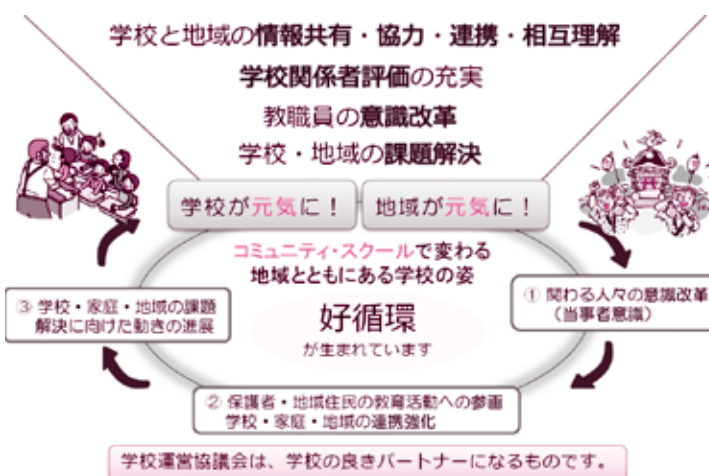 学校と地域の情報共有・協力・連携・相互理解
学校関係者評価の充実
教職員の意識改革
学校・地域の課題解決
学校が元気に！
地域が元気に！
コミュニティ・スクールで変わる
地域とともにある学校の姿
好循環
が生まれています
① 関わる人々の意識改革
（当事者意識）
② 保護者・地域住民の教育活動への参画
学校・家庭・地域の連携強化
③ 学校・家庭・地域の課題
解決に向けた動きの進展
学校運営協議会は、学校の良きパートナーになるものです。